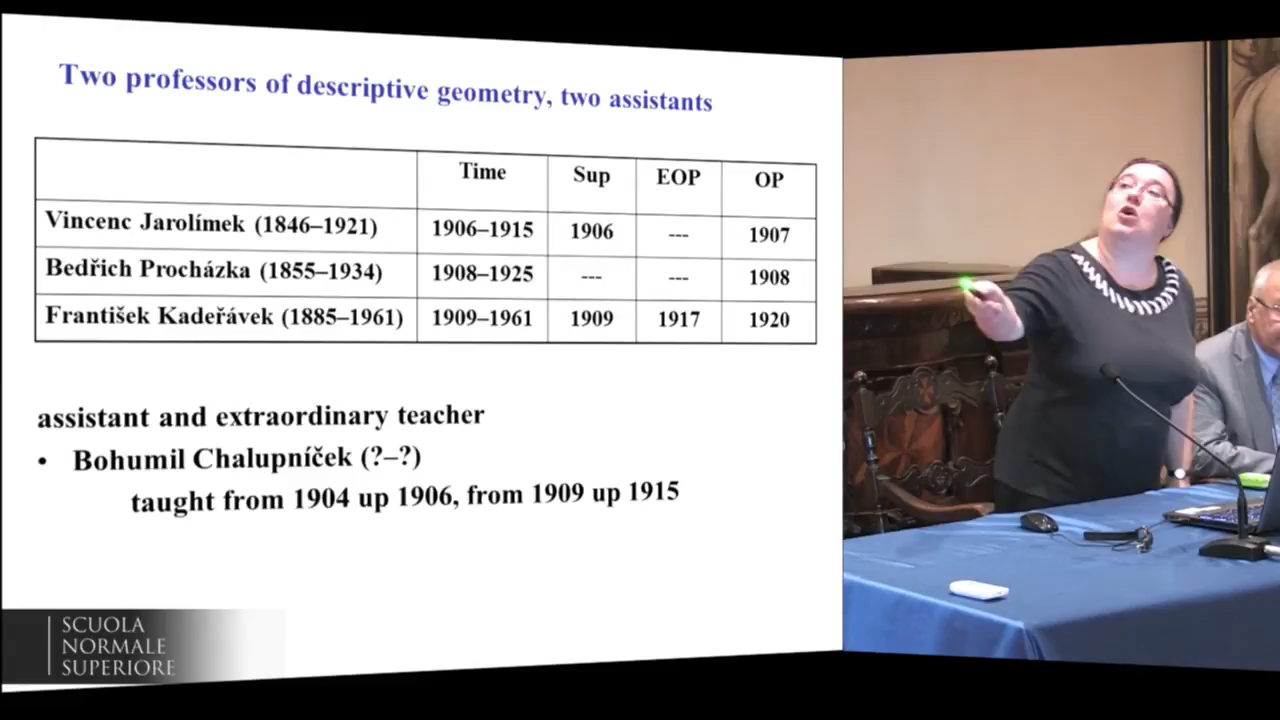 Two professors of descriptive geometry, two assistants
Time Sup EOP OP
Vincenc Jarolímek (1846–1921) 1906–1915 1906 --- 1907
Bedřich Procházka (1855–1934) 1908–1925 --- --- 1908
František Kadeřávek (1885–1961) 1909–1961 1909 1917 1920
assistant and extraordinary teacher
• Bohumil Chalupníček (?–?)
taught from 1904 up 1906, from 1909 up 1915
SCUOLA
NORMALE
SUPERIORE